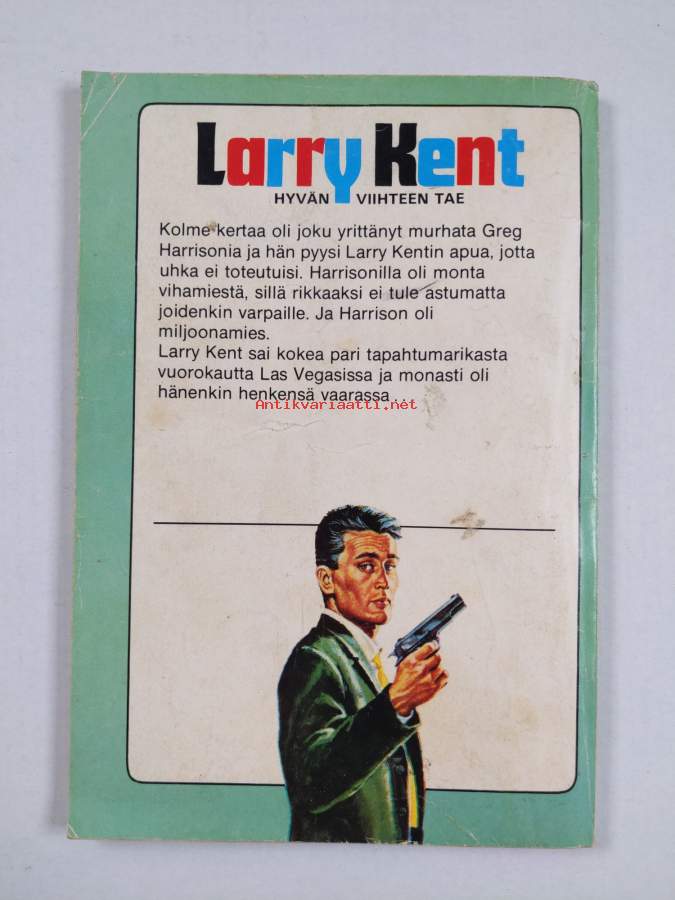 Larry Kent
HYVÄN VIIHTEEN TAE
Kolme kertaa oli joku yrittänyt murhata Greg
Harrisonia ja hän pyysi Larry Kentin apua, jotta
uhka ei toteutuisi. Harrisonilla oli monta
vihamiestä, sillä rikkaaksi ei tule astumatta
joidenkin varpaille. Ja Harrison oli
miljoonamies.
Larry Kent sai kokea pari tapahtumarikasta
vuorokautta Las Vegasissa ja monasti oli
hänenkin henkensä vaarassa...
Antikvariaatti.net